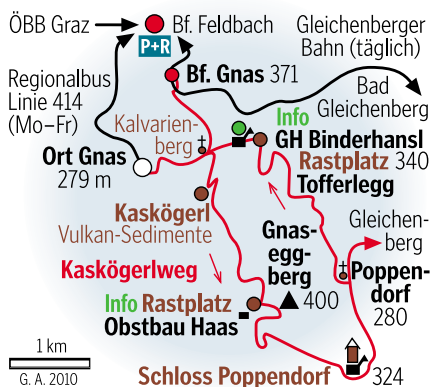 ÖBB Graz
Bf. Feldbach
P+R
Gleichenberger
Bahn (täglich)
Regionalbus
Linie 414
(Mo–Fr)
Bf. Gnas 371
Bad
Gleichenberg
Kalvarien-
berg
Info
GH Binderhansl
Ort Gnas
279 m
Rastplatz 340
Tofferlegg
Kaskögerl
Vulkan-Sedimente
Gnas-
egg-
berg
Gleichen-
berg
Kaskögerlweg
400
Poppen-
dorf
280
Info Rastplatz
Obstbau Haas
1 km
G. A. 2010
Schloss Poppendorf
324